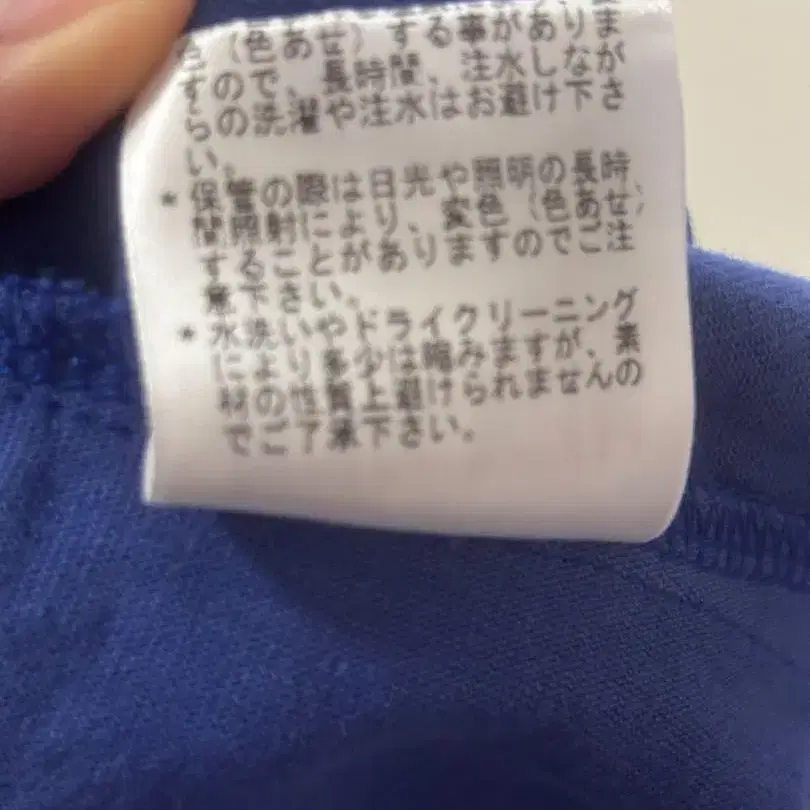 色（色あせ）する事がありま
すので、長時間、注水しなが
らの洗濯や注水はお避け下さ
い。
* 保管の際は日光や照明の長時
間照射により、変色（色あせ）
することがありますのでご注
意下さい。
* 水洗いやドライクリーニング
により多少は縮みますが、素
材の性質上避けられませんの
でご了承下さい。